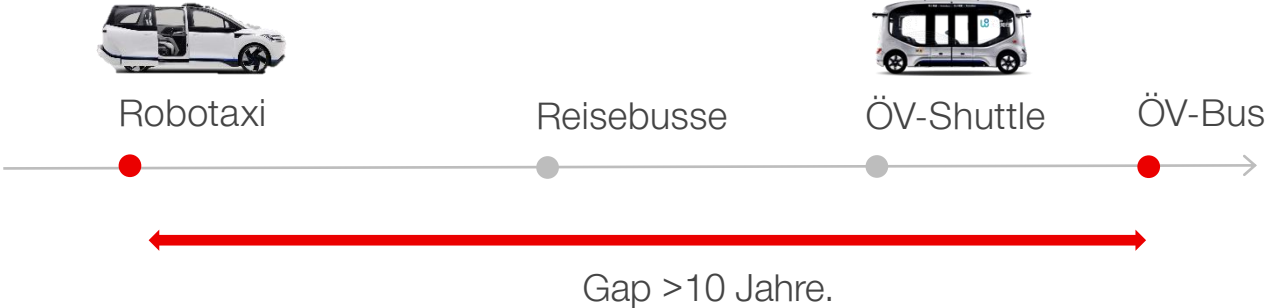 Robotaxi
Reisebusse
ÖV-Shuttle
ÖV-Bus
Gap >10 Jahre.